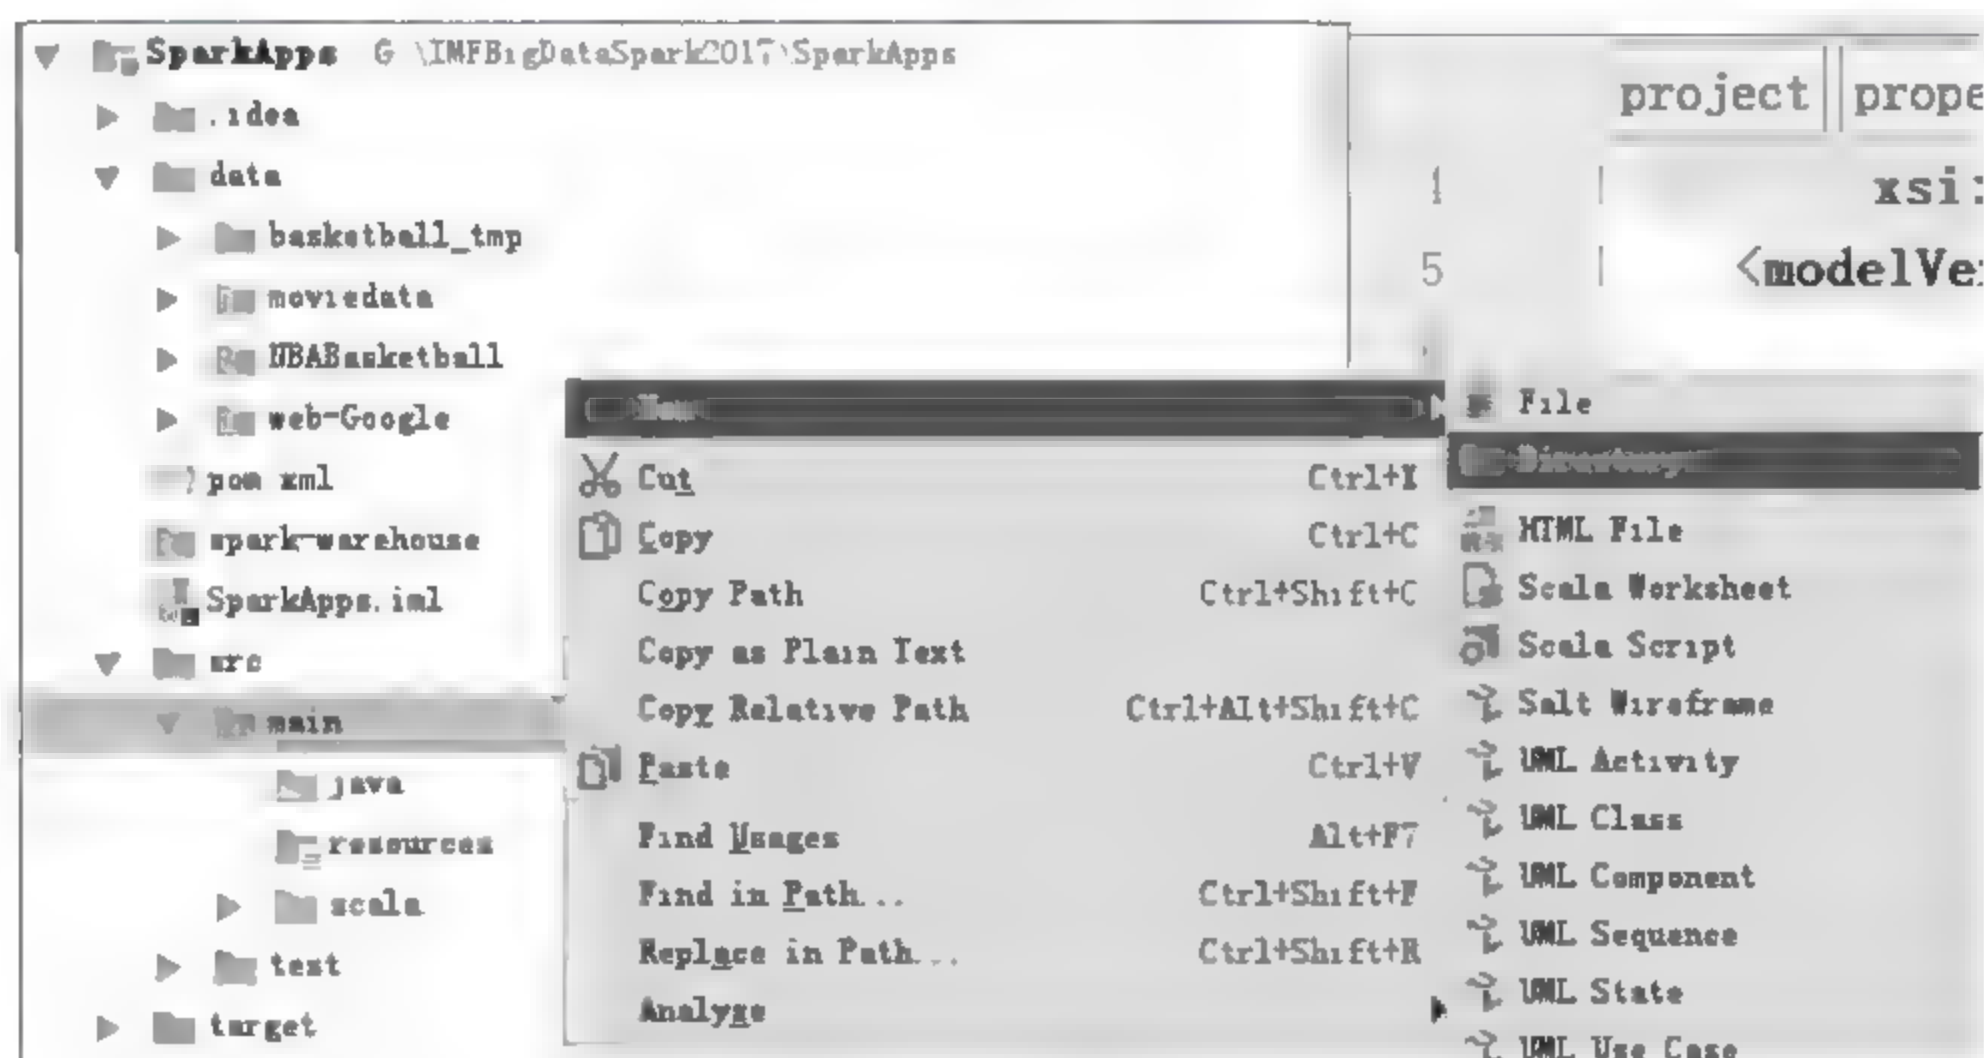 SparkApps G \IMFBigDataSpark2017\SparkApps
.idea
data
basketball_tmp
moviedata
NBABasketball
web-Google
pom xml
spark-warehouse
SparkApps.iml
src
main
java
resources
scala
test
target
project prope
4 xsi:
5 <modelVe
New
Cut Ctrl+X
Copy Ctrl+C
Copy Path Ctrl+Shift+C
Copy as Plain Text
Copy Relative Path Ctrl+Alt+Shift+C
Paste Ctrl+V
Find Usages Alt+F7
Find in Path... Ctrl+Shift+F
Replace in Path... Ctrl+Shift+R
Analyze
File
Directory
HTML File
Scala Worksheet
Scala Script
Salt Wireframe
UML Activity
UML Class
UML Component
UML Sequence
UML State
UML Use Case